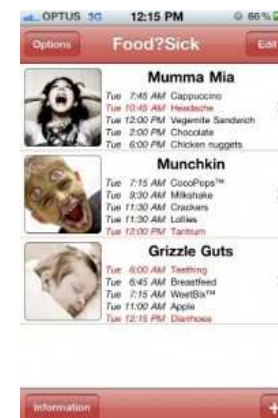 OPTUS 3G 12:15 PM 66%
Options Food?Sick Edit
Mumma Mia
Tue 7:45 AM Cappuccino
Tue 10:45 AM Headache
Tue 12:00 PM Vegemite Sandwich
Tue 2:00 PM Chocolate
Tue 6:00 PM Chicken nuggets
Munchkin
Tue 7:15 AM CocoPops™
Tue 9:30 AM Milkshake
Tue 11:30 AM Crackers
Tue 11:30 AM Lollies
Tue 12:00 PM Tantrum
Grizzle Guts
Tue 6:00 AM Teething
Tue 6:45 AM Breastfeed
Tue 7:15 AM WeetBix™
Tue 11:00 AM Apple
Tue 12:15 PM Diarrhoea
Information +